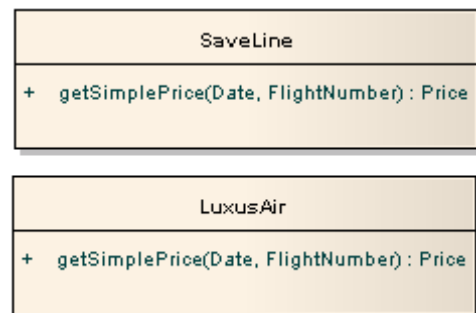 SaveLine
+ getSimplePrice(Date, FlightNumber) : Price
LuxusAir
+ getSimplePrice(Date, FlightNumber) : Price